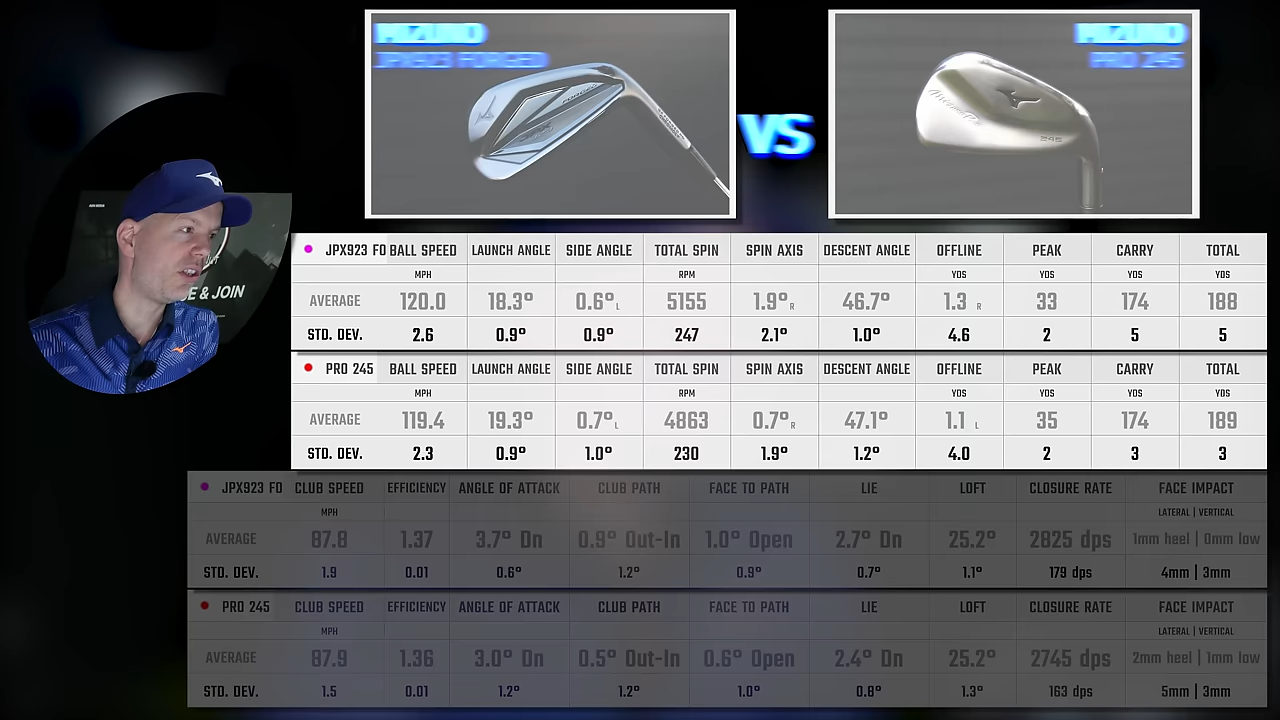 MIZUNO
JPX923 FORGED
VS
MIZUNO
PRO 245
245
SE & JOIN
JPX923 FO BALL SPEED LAUNCH ANGLE SIDE ANGLE TOTAL SPIN SPIN AXIS DESCENT ANGLE OFFLINE PEAK CARRY TOTAL
MPH RPM YDS YDS YDS YDS
AVERAGE 120.0 18.3° 0.6° L 5155 1.9° R 46.7° 1.3 R 33 174 188
STD. DEV. 2.6 0.9° 0.9° 247 2.1° 1.0° 4.6 2 5 5
PRO 245 BALL SPEED LAUNCH ANGLE SIDE ANGLE TOTAL SPIN SPIN AXIS DESCENT ANGLE OFFLINE PEAK CARRY TOTAL
MPH RPM YDS YDS YDS YDS
AVERAGE 119.4 19.3° 0.7° L 4863 0.7° R 47.1° 1.1 L 35 174 189
STD. DEV. 2.3 0.9° 1.0° 230 1.9° 1.2° 4.0 2 3 3
JPX923 FO CLUB SPEED EFFICIENCY ANGLE OF ATTACK CLUB PATH FACE TO PATH LIE LOFT CLOSURE RATE FACE IMPACT
MPH LATERAL | VERTICAL
AVERAGE 87.8 1.37 3.7° Dn 0.9° Out-In 1.0° Open 2.7° Dn 25.2° 2825 dps 1mm heel | 0mm low
STD. DEV. 1.9 0.01 0.6° 1.2° 0.9° 0.7° 1.1° 179 dps 4mm | 3mm
PRO 245 CLUB SPEED EFFICIENCY ANGLE OF ATTACK CLUB PATH FACE TO PATH LIE LOFT CLOSURE RATE FACE IMPACT
MPH LATERAL | VERTICAL
AVERAGE 87.9 1.36 3.0° Dn 0.5° Out-In 0.6° Open 2.4° Dn 25.2° 2745 dps 2mm heel | 1mm low
STD. DEV. 1.5 0.01 1.2° 1.2° 1.0° 0.8° 1.3° 163 dps 5mm | 3mm